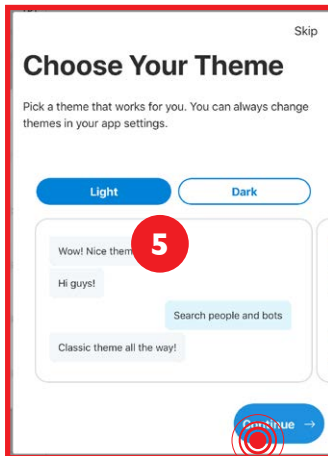 Skip
Choose Your Theme
Pick a theme that works for you. You can always change
themes in your app settings.
Light Dark
Wow! Nice them
5
Hi guys!
Search people and bots
Classic theme all the way!
Continue →